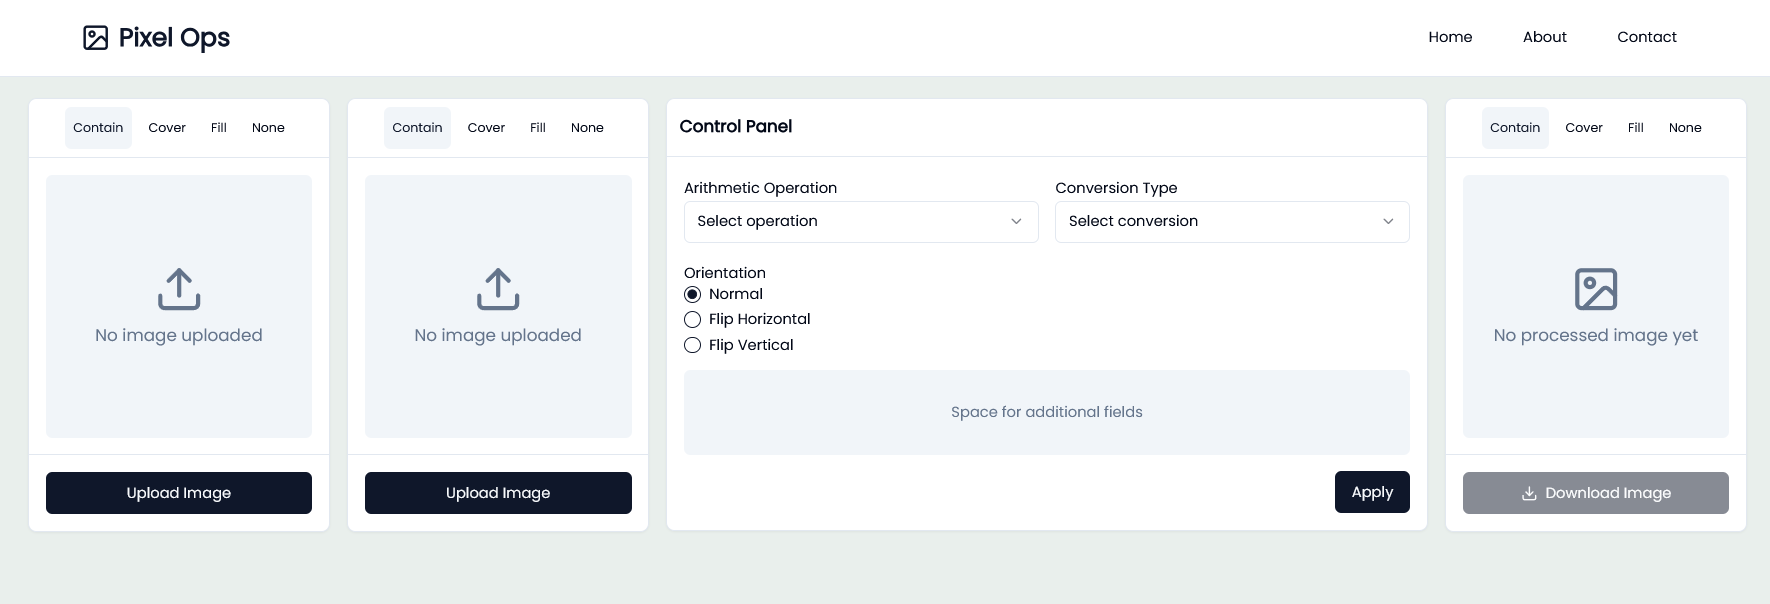 Pixel Ops
Home
About
Contact
Contain
Cover
Fill
None
No image uploaded
Upload Image
Contain
Cover
Fill
None
No image uploaded
Upload Image
Control Panel
Arithmetic Operation
Select operation
Conversion Type
Select conversion
Orientation
Normal
Flip Horizontal
Flip Vertical
Space for additional fields
Apply
Contain
Cover
Fill
None
No processed image yet
Download Image